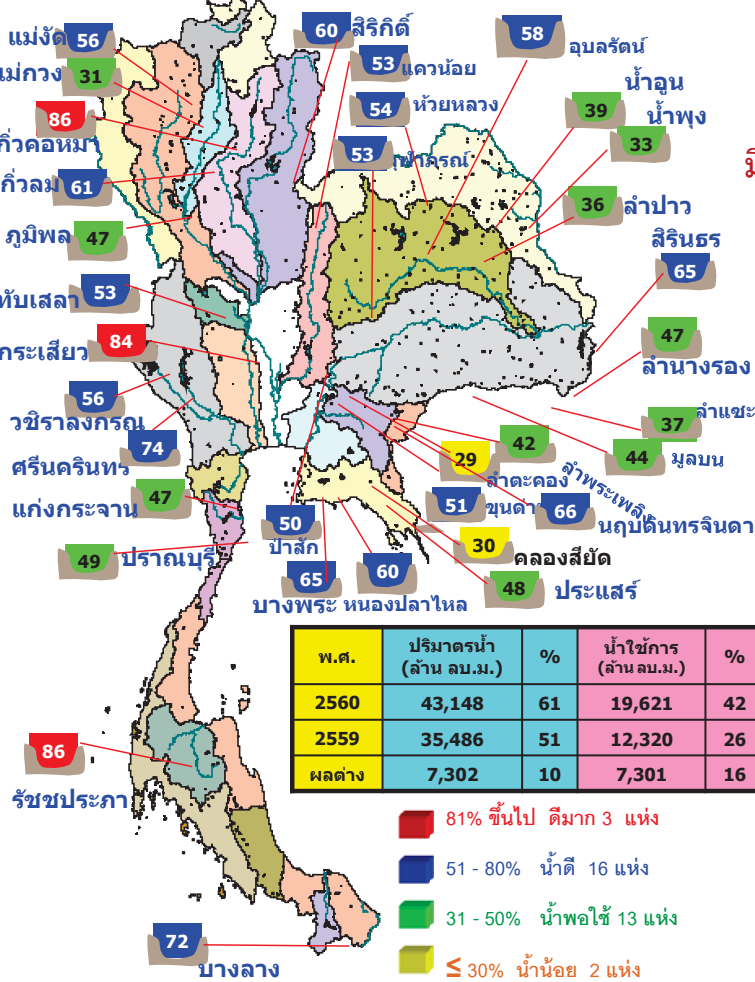 แม่งัด 56
แม่กวง 31
86
กิ่วคอหมา
กิ่วลม 61
ภูมิพล 47
ทับเสลา 53
กระเสียว 84
56
วชิราลงกรณ
74
ศรีนครินทร์
แก่งกระจาน 47
49 ปราณบุรี
60 สิริกิติ์
53 แควน้อย
54 ห้วยหลวง
53 จุฬาภรณ์
58 อุบลรัตน์
น้ำอูน
39 น้ำพุง
33
36 ลำปาว
สิรินธร
65
47
ลำนางรอง
37 ลำแซะ
44 มูลบน
42
29
ลำตะคอง
ลำพระเพลิง
51 ขุนด่าน
66 นฤบดินทรจินดา
50
ป่าสัก
30 คลองสียัด
65 60
บางพระ หนองปลาไหล
48 ประแสร์
พ.ศ. ปริมาตรน้ำ (ล้าน ลบ.ม.) % น้ำใช้การ (ล้าน ลบ.ม.) %
2560 43,148 61 19,621 42
2559 35,486 51 12,320 26
ผลต่าง 7,302 10 7,301 16
86
รัชชประภา
81% ขึ้นไป ดีมาก 3 แห่ง
51 - 80% น้ำดี 16 แห่ง
31 - 50% น้ำพอใช้ 13 แห่ง
≤ 30% น้ำน้อย 2 แห่ง
72
บางลาง